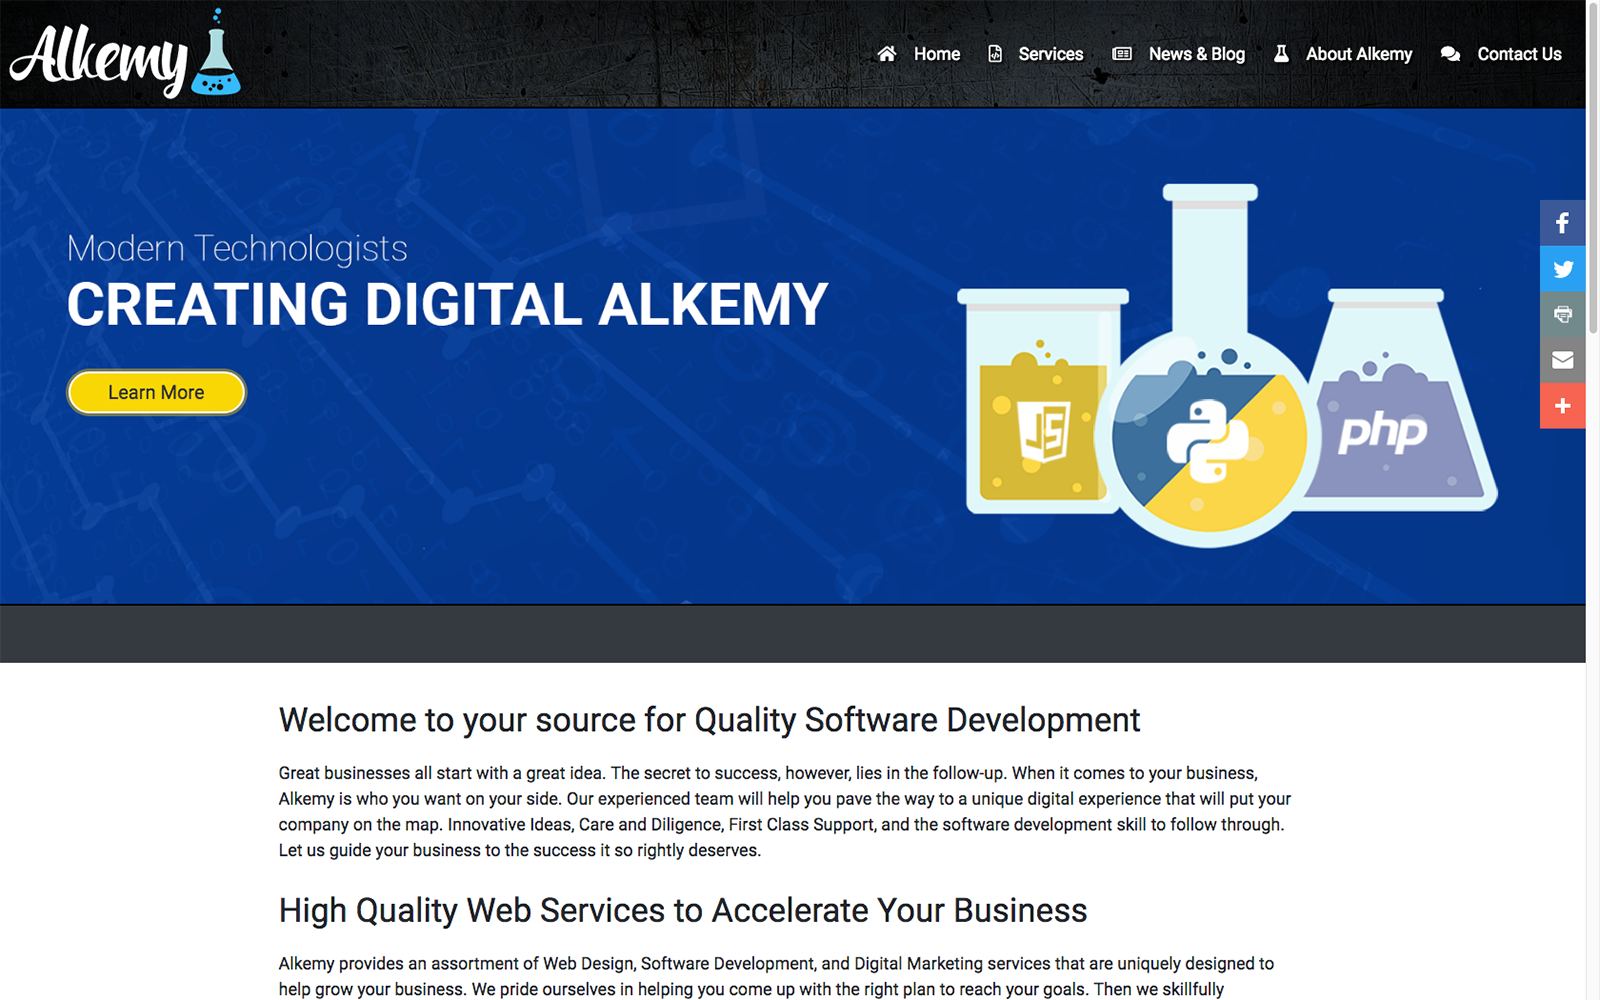 Alkemy
Home Services News & Blog About Alkemy Contact Us
Modern Technologists
CREATING DIGITAL ALKEMY
Learn More
JS
php
Welcome to your source for Quality Software Development
Great businesses all start with a great idea. The secret to success, however, lies in the follow-up. When it comes to your business,
Alkemy is who you want on your side. Our experienced team will help you pave the way to a unique digital experience that will put your
company on the map. Innovative Ideas, Care and Diligence, First Class Support, and the software development skill to follow through.
Let us guide your business to the success it so rightly deserves.
High Quality Web Services to Accelerate Your Business
Alkemy provides an assortment of Web Design, Software Development, and Digital Marketing services that are uniquely designed to
help grow your business. We pride ourselves in helping you come up with the right plan to reach your goals. Then we skillfully